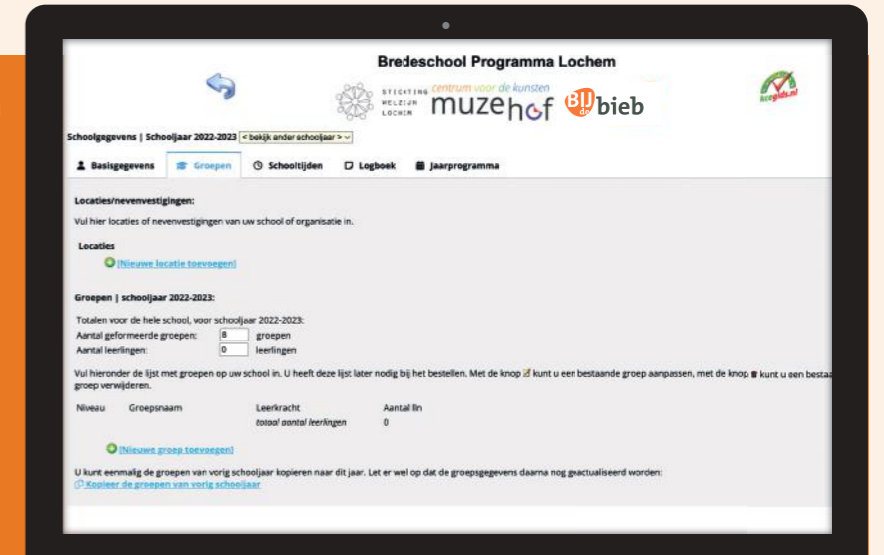 Bredeschool Programma Lochem
STICHTING
WELZIJN
LOCHEM
centrum voor de kunsten
muzehof
BIJ
de
bieb
kcogids.nl
Schoolgegevens | Schooljaar 2022-2023 < bekijk ander schooljaar >
Basisgegevens Groepen Schooltijden Logboek Jaarprogramma
Locaties/nevenvestigingen:
Vul hier locaties of nevenvestigingen van uw school of organisatie in.
Locaties
[Nieuwe locatie toevoegen]
Groepen | schooljaar 2022-2023:
Totalen voor de hele school, voor schooljaar 2022-2023:
Aantal geformeerde groepen: 8 groepen
Aantal leerlingen: 0 leerlingen
Vul hieronder de lijst met groepen op uw school in. U heeft deze lijst later nodig bij het bestellen. Met de knop kunt u een bestaande groep aanpassen, met de knop kunt u een besta
groep verwijderen.
Niveau Groepsnaam Leerkracht Aantal lln
totaal aantal leerlingen 0
[Nieuwe groep toevoegen]
U kunt eenmalig de groepen van vorig schooljaar kopieren naar dit jaar. Let er wel op dat de groepsgegevens daarna nog geactualiseerd worden:
Kopieer de groepen van vorig schooljaar